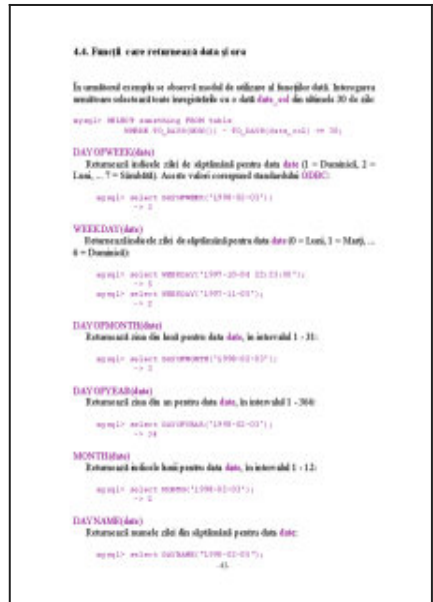 4.4. Funcții care returnează data și ora
În următorul exemplu se observă modul de utilizare al funcțiilor dată. Interogarea
următoare selectează toate înregistrările cu o dată date_col din ultimele 30 de zile:
mysql> SELECT something FROM table
WHERE TO_DAYS(NOW()) - TO_DAYS(date_col) <= 30;
DAYOFWEEK(date)
Returnează indicele zilei de săptămână pentru data date (1 = Duminică, 2 =
Luni, ... 7 = Sâmbătă). Aceste valori corespund standardului ODBC:
mysql> select DAYOFWEEK('1998-02-03');
-> 3
WEEKDAY(date)
Returnează indicele zilei de săptămână pentru data date (0 = Luni, 1 = Marți, ...
6 = Duminică):
mysql> select WEEKDAY('1997-10-04 22:23:00');
-> 5
mysql> select WEEKDAY('1997-11-05');
-> 2
DAYOFMONTH(date)
Returnează ziua din lună pentru data date, în intervalul 1 - 31:
mysql> select DAYOFMONTH('1998-02-03');
-> 3
DAYOFYEAR(date)
Returnează ziua din an pentru data date, în intervalul 1 - 366:
mysql> select DAYOFYEAR('1998-02-03');
-> 34
MONTH(date)
Returnează indicele lunii pentru data date, în intervalul 1 - 12:
mysql> select MONTH('1998-02-03');
-> 2
DAYNAME(date)
Returnează numele zilei din săptămână pentru data date:
mysql> select DAYNAME("1998-02-05");